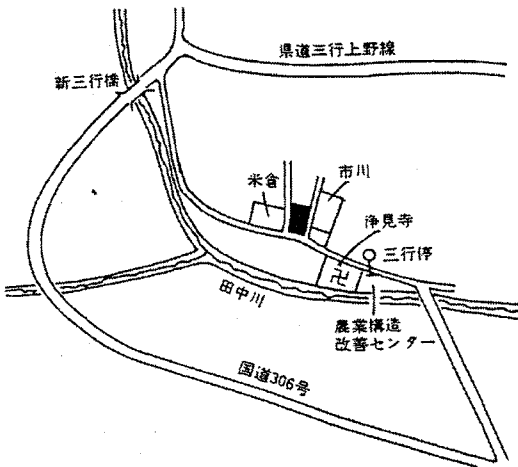 県道三行上野線
新三行橋
市川
米倉
浄見寺
卍
三行停
田中川
農業構造
改善センター
国道306号